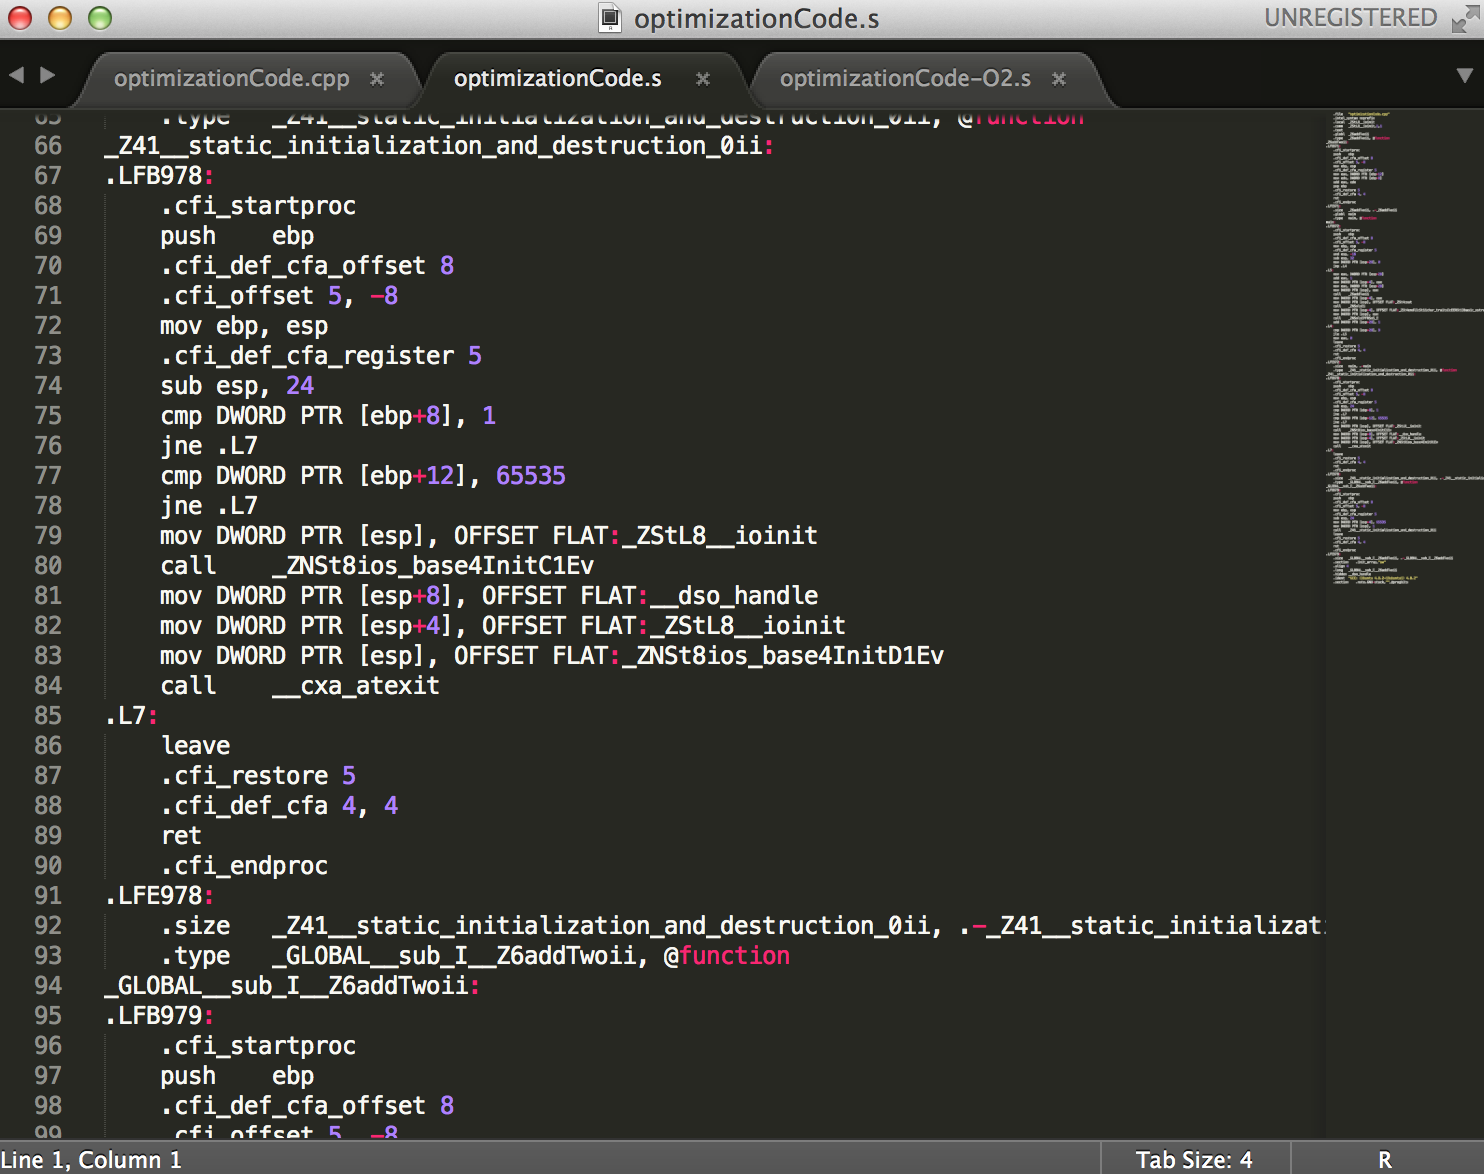 optimizationCode.s
UNREGISTERED
optimizationCode.cpp × optimizationCode.s × optimizationCode-O2.s ×
65 .type _Z41__static_initialization_and_destruction_0ii, @function
66 _Z41__static_initialization_and_destruction_0ii:
67 .LFB978:
68 .cfi_startproc
69 push ebp
70 .cfi_def_cfa_offset 8
71 .cfi_offset 5, -8
72 mov ebp, esp
73 .cfi_def_cfa_register 5
74 sub esp, 24
75 cmp DWORD PTR [ebp+8], 1
76 jne .L7
77 cmp DWORD PTR [ebp+12], 65535
78 jne .L7
79 mov DWORD PTR [esp], OFFSET FLAT:_ZStL8__ioinit
80 call _ZNSt8ios_base4InitC1Ev
81 mov DWORD PTR [esp+8], OFFSET FLAT:__dso_handle
82 mov DWORD PTR [esp+4], OFFSET FLAT:_ZStL8__ioinit
83 mov DWORD PTR [esp], OFFSET FLAT:_ZNSt8ios_base4InitD1Ev
84 call __cxa_atexit
85 .L7:
86 leave
87 .cfi_restore 5
88 .cfi_def_cfa 4, 4
89 ret
90 .cfi_endproc
91 .LFE978:
92 .size _Z41__static_initialization_and_destruction_0ii, .-_Z41__static_initializat
93 .type _GLOBAL__sub_I__Z6addTwoii, @function
94 _GLOBAL__sub_I__Z6addTwoii:
95 .LFB979:
96 .cfi_startproc
97 push ebp
98 .cfi_def_cfa_offset 8
99 .cfi_offset 5, -8
Line 1, Column 1
Tab Size: 4
R